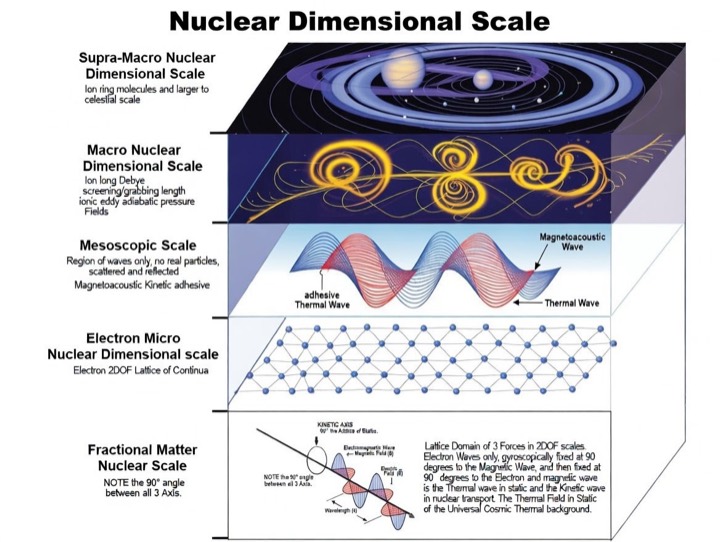 Nuclear Dimensional Scale
Supra-Macro Nuclear
Dimensional Scale
Ion ring molecules and larger to
celestial scale
Macro Nuclear
Dimensional Scale
Ion long Debye
screening/grabbing length
ionic eddy adiabatic pressure
Fields
Mesoscopic Scale
Region of waves only, no real particles,
scattered and reflected
Magnetoacoustic Kinetic adhesive
Magnetoacoustic
Wave
adhesive
Thermal Wave
Thermal Wave
Electron Micro
Nuclear Dimensional scale
Electron 2DOF Lattice of Continua
Fractional Matter
Nuclear Scale
NOTE the 90° angle
between all 3 Axis.
KINETIC AXIS
90° the
of
Electromagnetic Wave
Magnetic Field (B)
Electric
Field (E)
NOTE the 90° angle
between all 3 Axis.
Wavelength (λ)
Lattice Domain of 3 Forces in 2DOF scales.
Electron Waves only, gyroscopically fixed at 90
degrees to the Magnetic Wave, and then fixed at
90 degrees to the Electron and magnetic wave
is the Thermal wave in static and the Kinetic wave
in nuclear transport. The Thermal Field in Static
of the Universal Cosmic Thermal background.